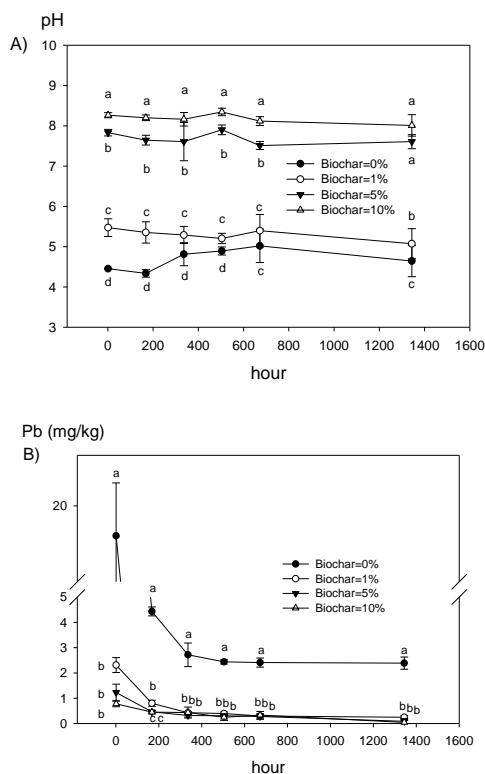 pH
A)
10
9
8
7
6
5
4
3
a a a a a a
b b b b b a
Biochar=0%
Biochar=1%
Biochar=5%
Biochar=10%
c c c c c b
d d d d c c
0 200 400 600 800 1000 1200 1400 1600
hour
Pb (mg/kg)
B)
20
5
4
3
2
1
0
a
a
a a a a
Biochar=0%
Biochar=1%
Biochar=5%
Biochar=10%
b
b
b
b
c c
bbb bbb bbb bbb
0 200 400 600 800 1000 1200 1400 1600
hour